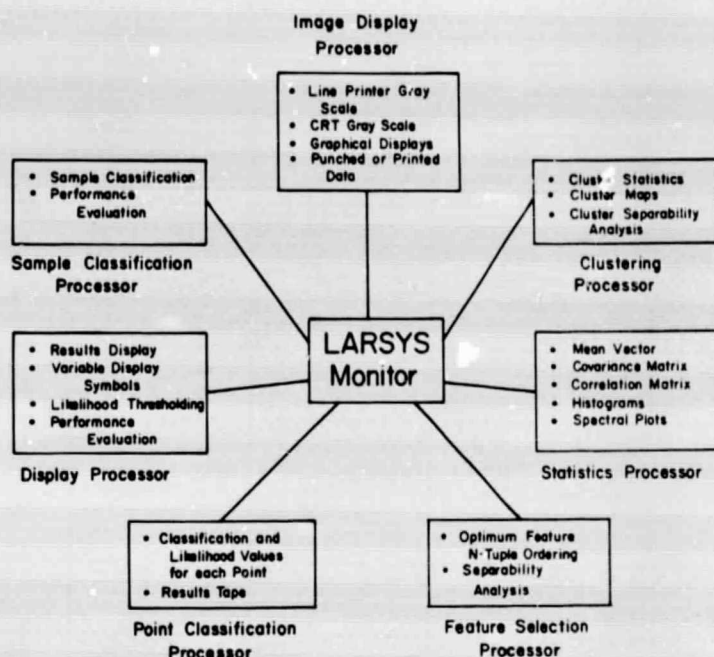 Image Display
Processor
• Line Printer Gray
Scale
• CRT Gray Scale
• Graphical Displays
• Punched or Printed
Data
• Sample Classification
• Performance
Evaluation
Sample Classification
Processor
• Cluster Statistics
• Cluster Maps
• Cluster Separability
Analysis
Clustering
Processor
LARSYS
Monitor
• Results Display
• Variable Display
Symbols
• Likelihood Thresholding
• Performance
Evaluation
Display Processor
• Mean Vector
• Covariance Matrix
• Correlation Matrix
• Histograms
• Spectral Plots
Statistics Processor
• Classification and
Likelihood Values
for each Point
• Results Tape
Point Classification
Processor
• Optimum Feature
N-Tuple Ordering
• Separability
Analysis
Feature Selection
Processor